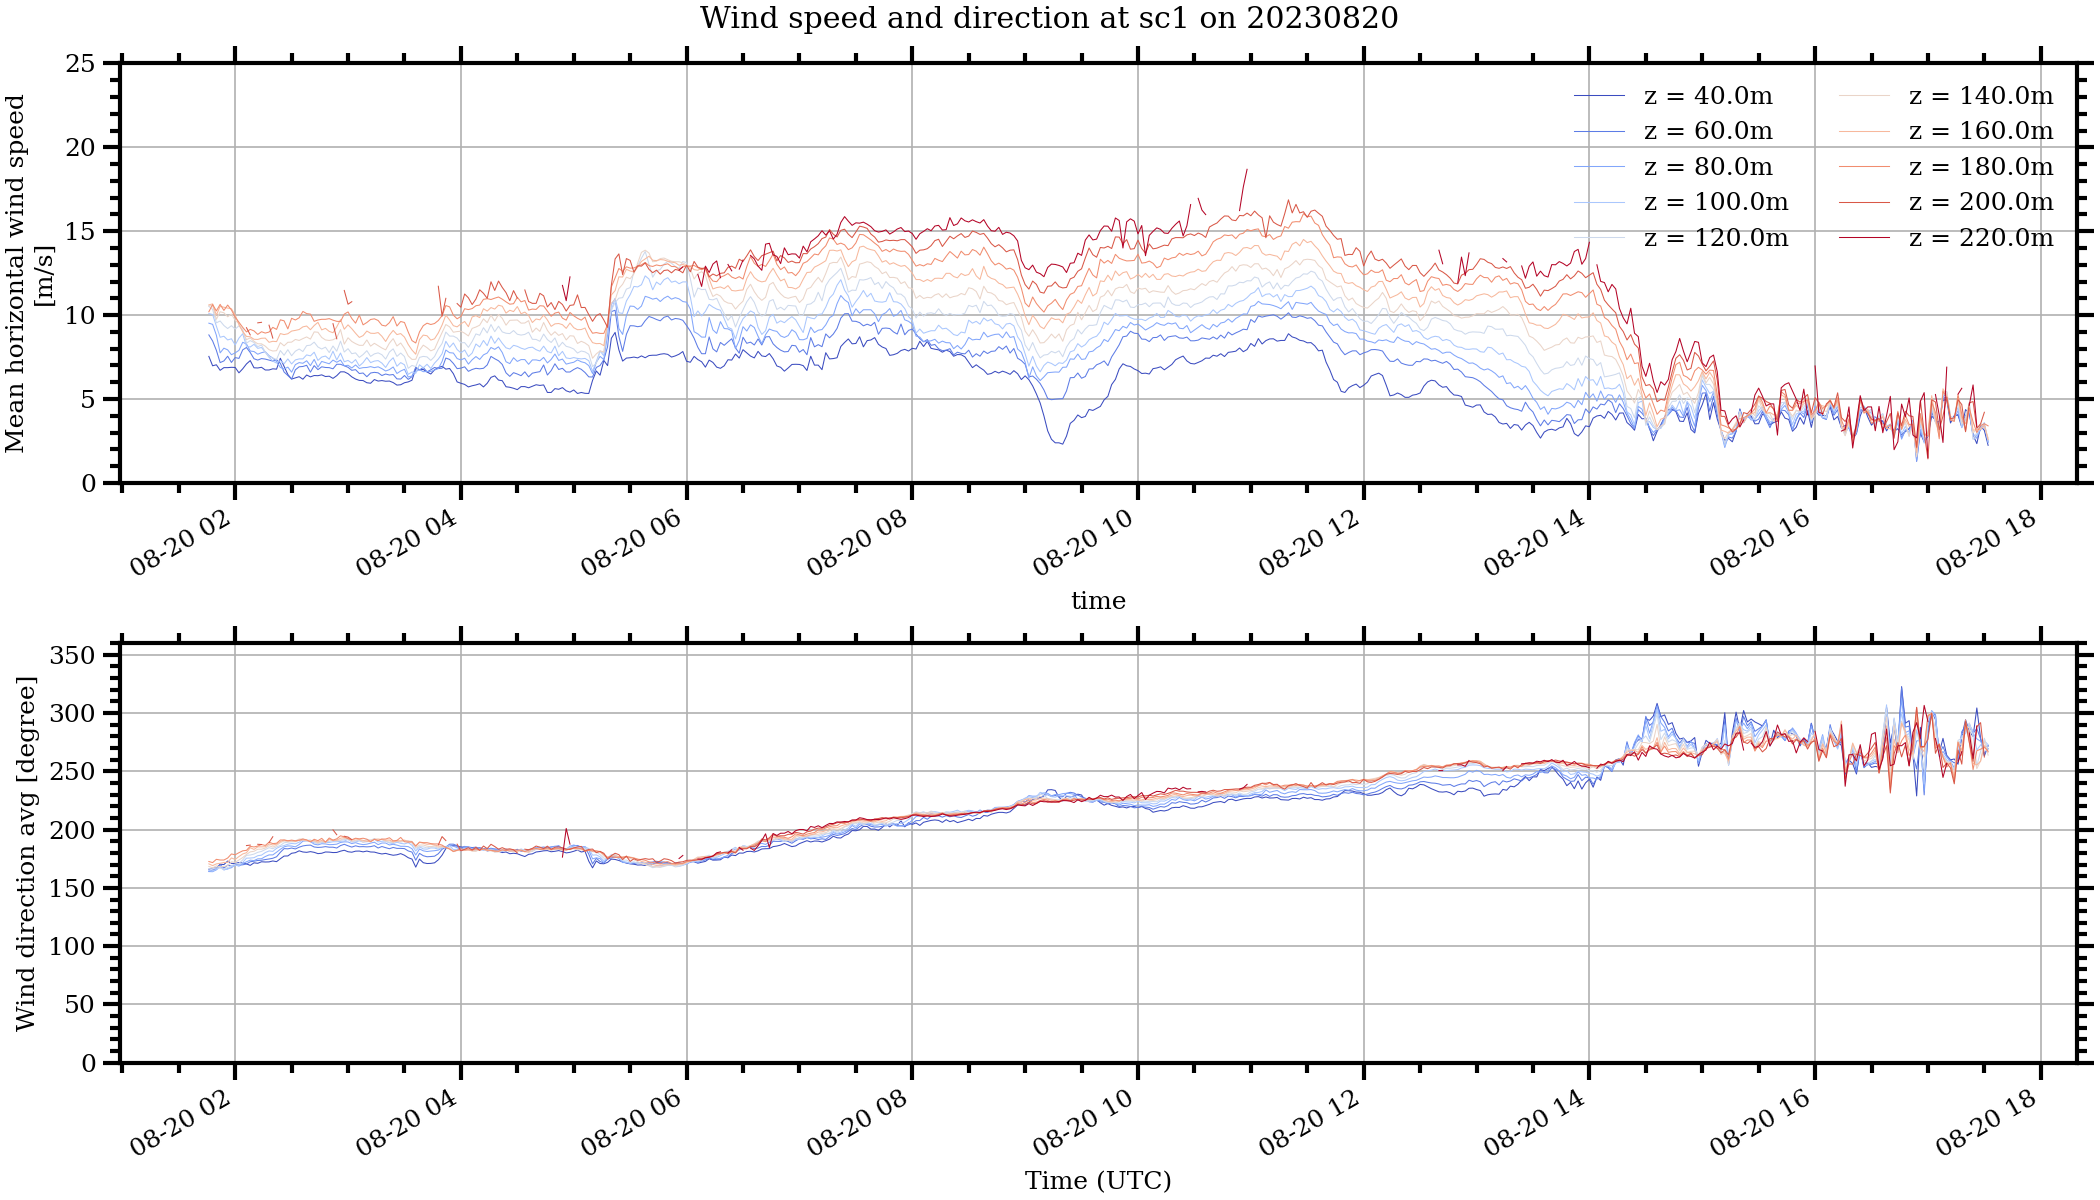 Wind speed and direction at sc1 on 20230820
Mean horizontal wind speed
[m/s]
25
20
15
10
5
0
z = 40.0m
z = 60.0m
z = 80.0m
z = 100.0m
z = 120.0m
z = 140.0m
z = 160.0m
z = 180.0m
z = 200.0m
z = 220.0m
08-20 02
08-20 04
08-20 06
08-20 08
08-20 10
08-20 12
08-20 14
08-20 16
08-20 18
time
Wind direction avg [degree]
350
300
250
200
150
100
50
0
08-20 02
08-20 04
08-20 06
08-20 08
08-20 10
08-20 12
08-20 14
08-20 16
08-20 18
Time (UTC)